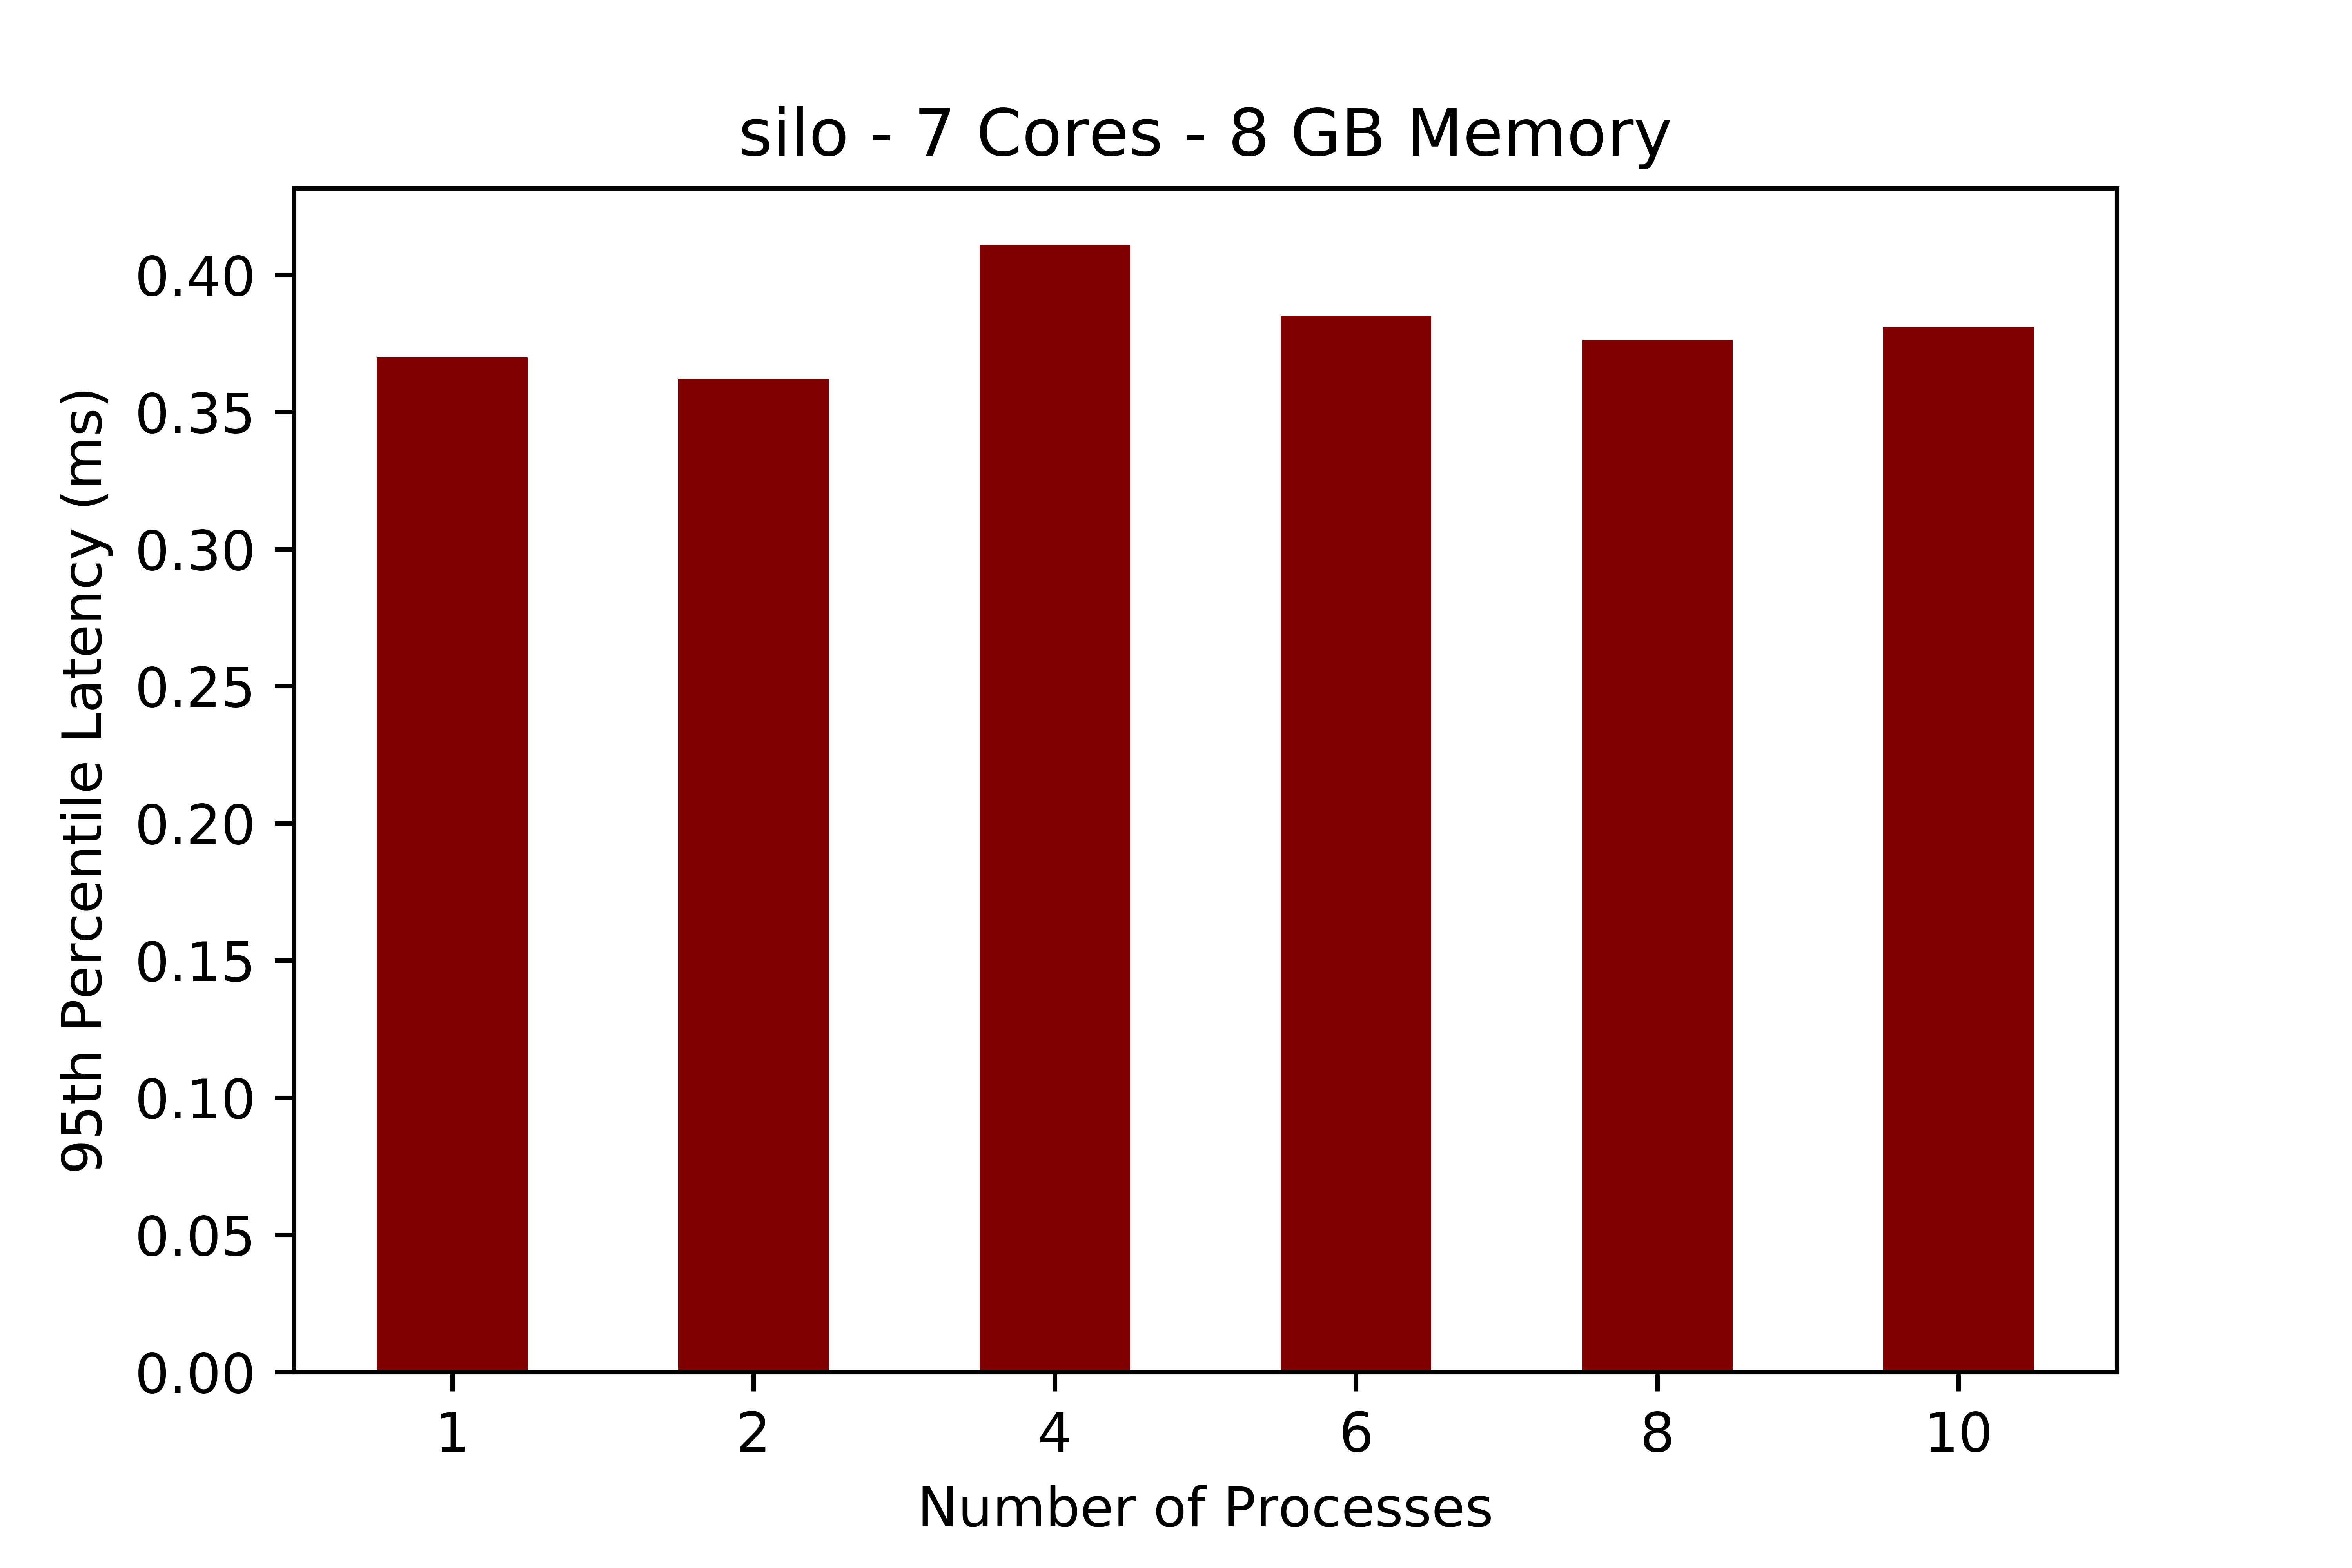 silo - 7 Cores - 8 GB Memory
95th Percentile Latency (ms)
0.40
0.35
0.30
0.25
0.20
0.15
0.10
0.05
0.00
1 2 4 6 8 10
Number of Processes